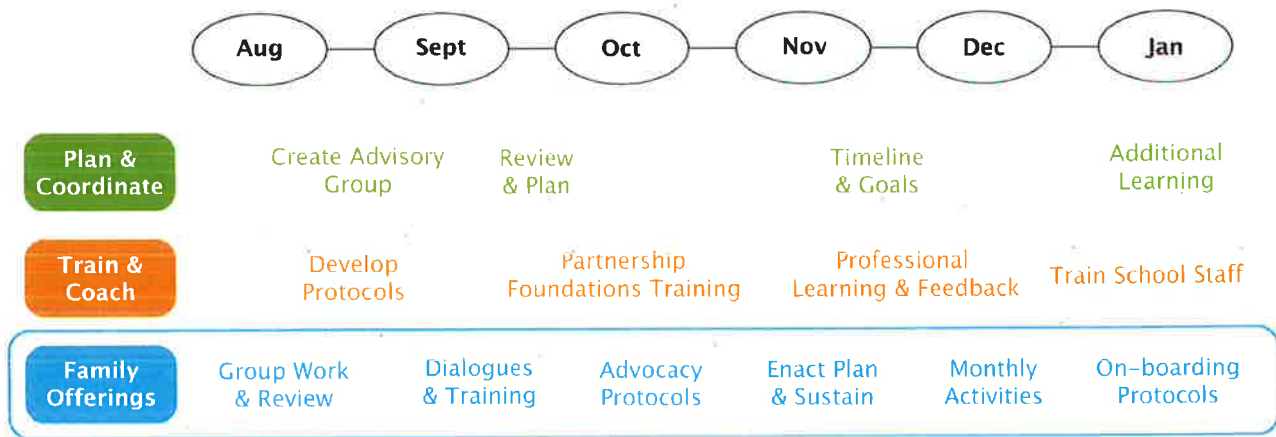 Aug Sept Oct Nov Dec Jan
Plan &
Coordinate
Create Advisory
Group
Review
& Plan
Timeline
& Goals
Additional
Learning
Train &
Coach
Develop
Protocols
Partnership
Foundations Training
Professional
Learning & Feedback
Train School Staff
Family
Offerings
Group Work
& Review
Dialogues
& Training
Advocacy
Protocols
Enact Plan
& Sustain
Monthly
Activities
On-boarding
Protocols